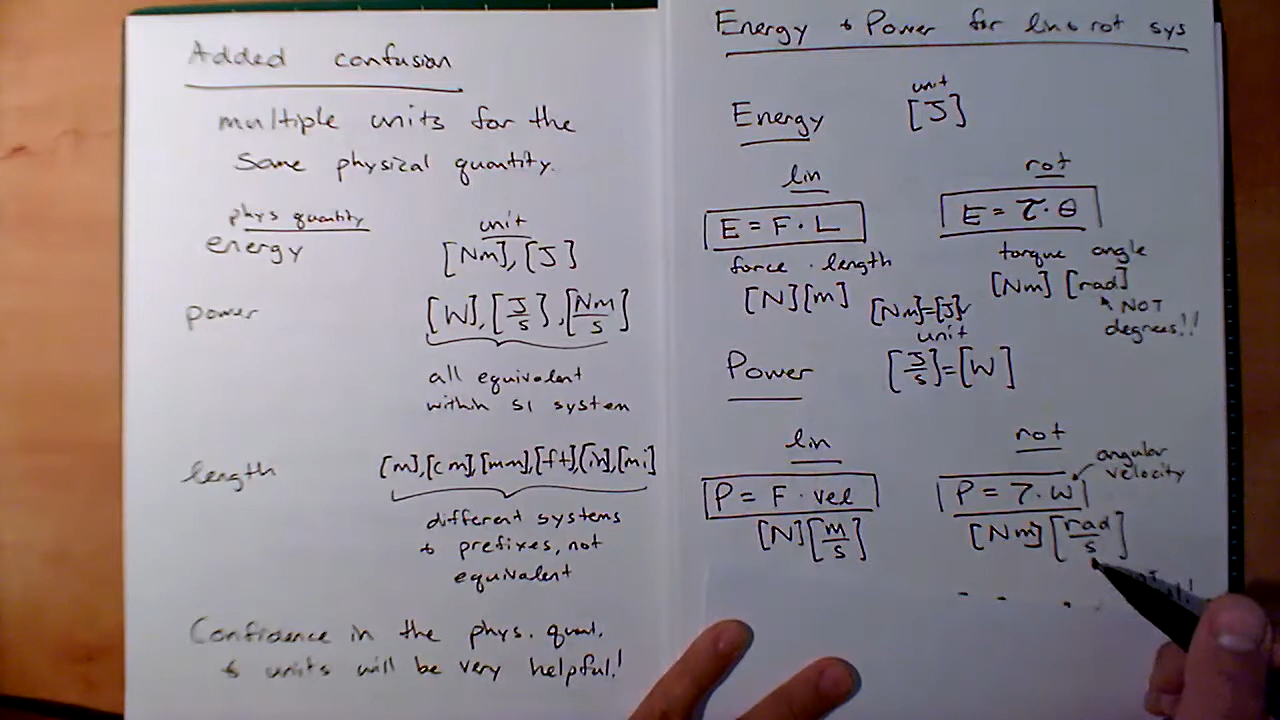 Added confusion
multiple units for the
same physical quantity.
phys quantity
unit
energy
[Nm], [J]
power
[W], [J/s], [Nm/s]
all equivalent
within SI system
length
[m], [cm], [mm], [ft], [in], [mi]
different systems
& prefixes, not
equivalent
Confidence in the phys. quant.
& units will be very helpful!
Energy & Power for lin & rot sys
Energy
unit
[J]
lin
rot
E = F · L
E = τ · θ
force · length
torque angle
[N][m]
[Nm] [rad]
[Nm]=[J]
NOT
degrees!!
Power
unit
[J/s]=[W]
lin
rot
angular
velocity
P = F · vel
P = τ · ω
[N][m/s]
[Nm][rad/s]